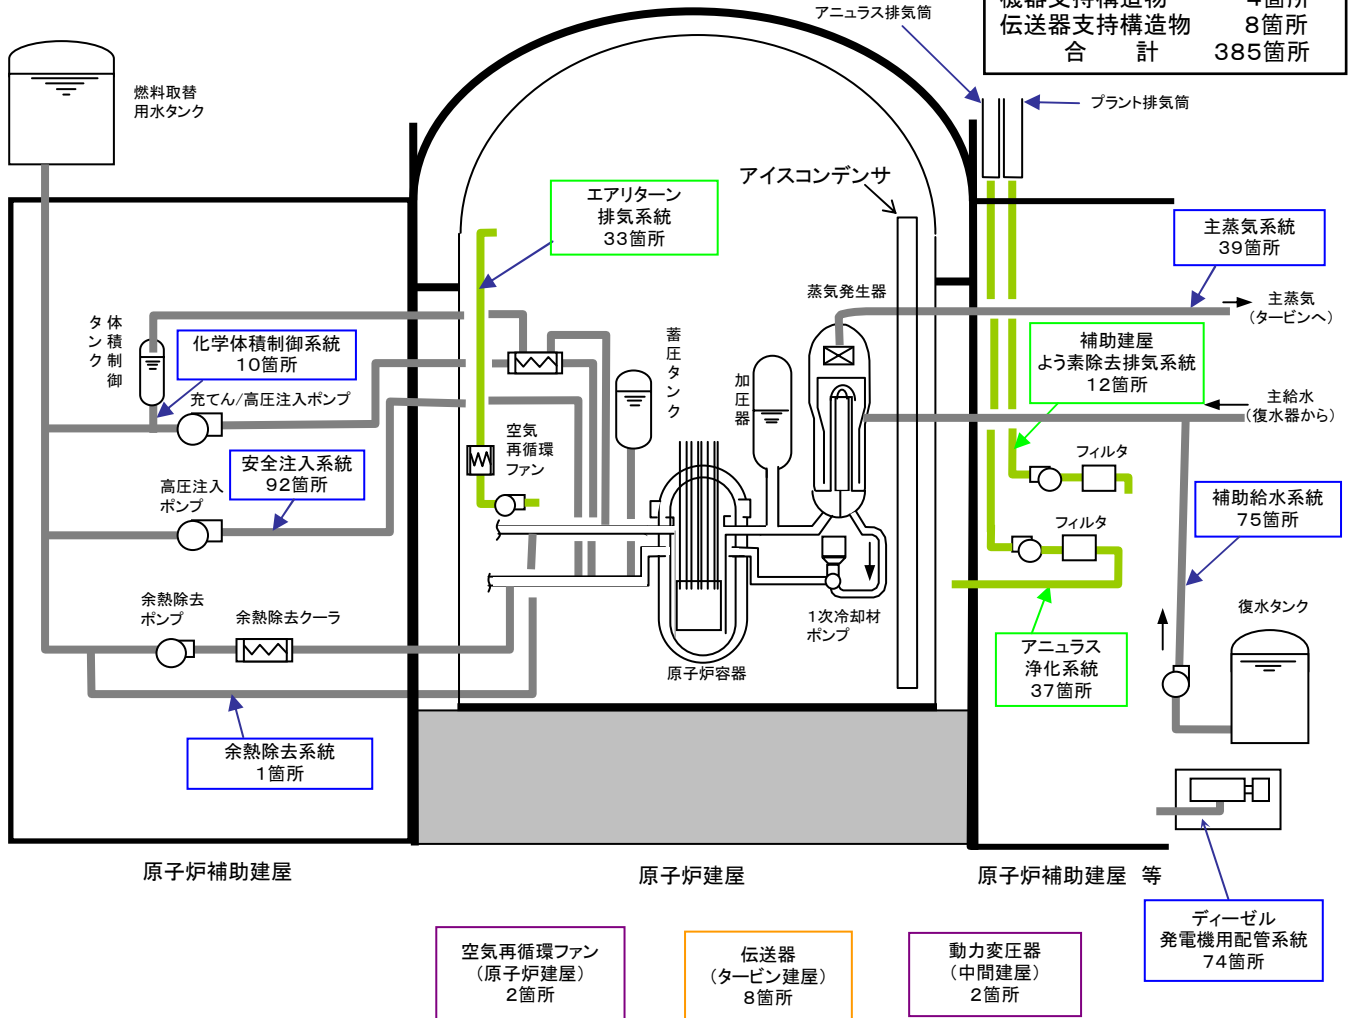 機器支持構造物 4箇所
伝送器支持構造物 8箇所
合 計 385箇所
アニュラス排気筒
プラント排気筒
燃料取替
用水タンク
エアリターン
排気系統
33箇所
アイスコンデンサ
主蒸気系統
39箇所
蒸気発生器
主蒸気
(タービンへ)
体積制御
タンク
化学体積制御系統
10箇所
蓄圧タンク
加圧器
補助建屋
よう素除去排気系統
12箇所
主給水
(復水器から)
充てん/高圧注入ポンプ
空気
再循環
ファン
安全注入系統
92箇所
フィルタ
高圧注入
ポンプ
補助給水系統
75箇所
フィルタ
余熱除去
ポンプ
余熱除去クーラ
1次冷却材
ポンプ
復水タンク
アニュラス
浄化系統
37箇所
原子炉容器
余熱除去系統
1箇所
原子炉補助建屋
原子炉建屋
原子炉補助建屋 等
ディーゼル
発電機用配管系統
74箇所
空気再循環ファン
(原子炉建屋)
2箇所
伝送器
(タービン建屋)
8箇所
動力変圧器
(中間建屋)
2箇所